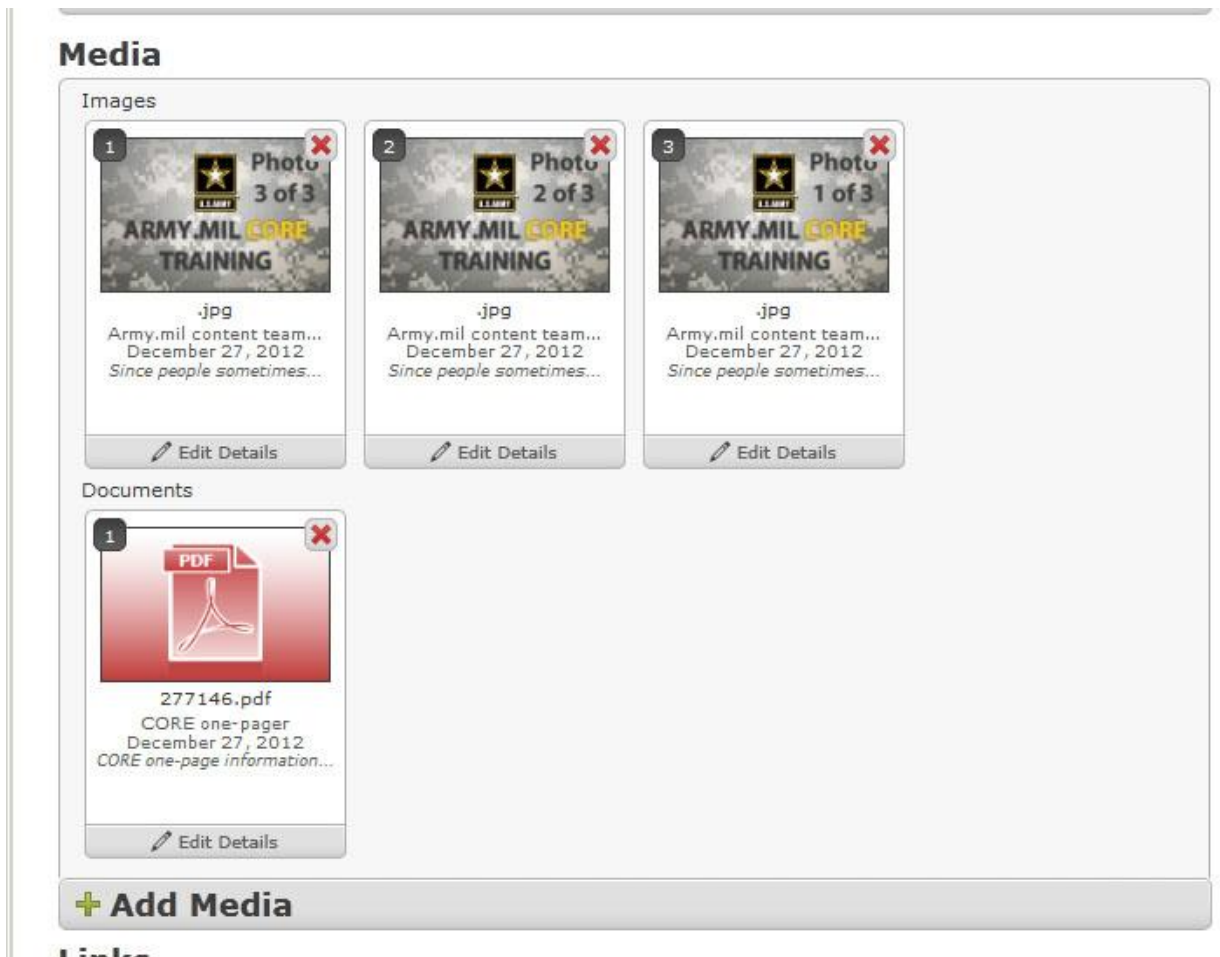 Media
Images
1
Photo
3 of 3
U.S.ARMY
ARMY.MIL CORE
TRAINING
.jpg
Army.mil content team...
December 27, 2012
Since people sometimes...
Edit Details
2
Photo
2 of 3
U.S.ARMY
ARMY.MIL CORE
TRAINING
.jpg
Army.mil content team...
December 27, 2012
Since people sometimes...
Edit Details
3
Photo
1 of 3
U.S.ARMY
ARMY.MIL CORE
TRAINING
.jpg
Army.mil content team...
December 27, 2012
Since people sometimes...
Edit Details
Documents
1
PDF
277146.pdf
CORE one-pager
December 27, 2012
CORE one-page information...
Edit Details
Add Media
Links